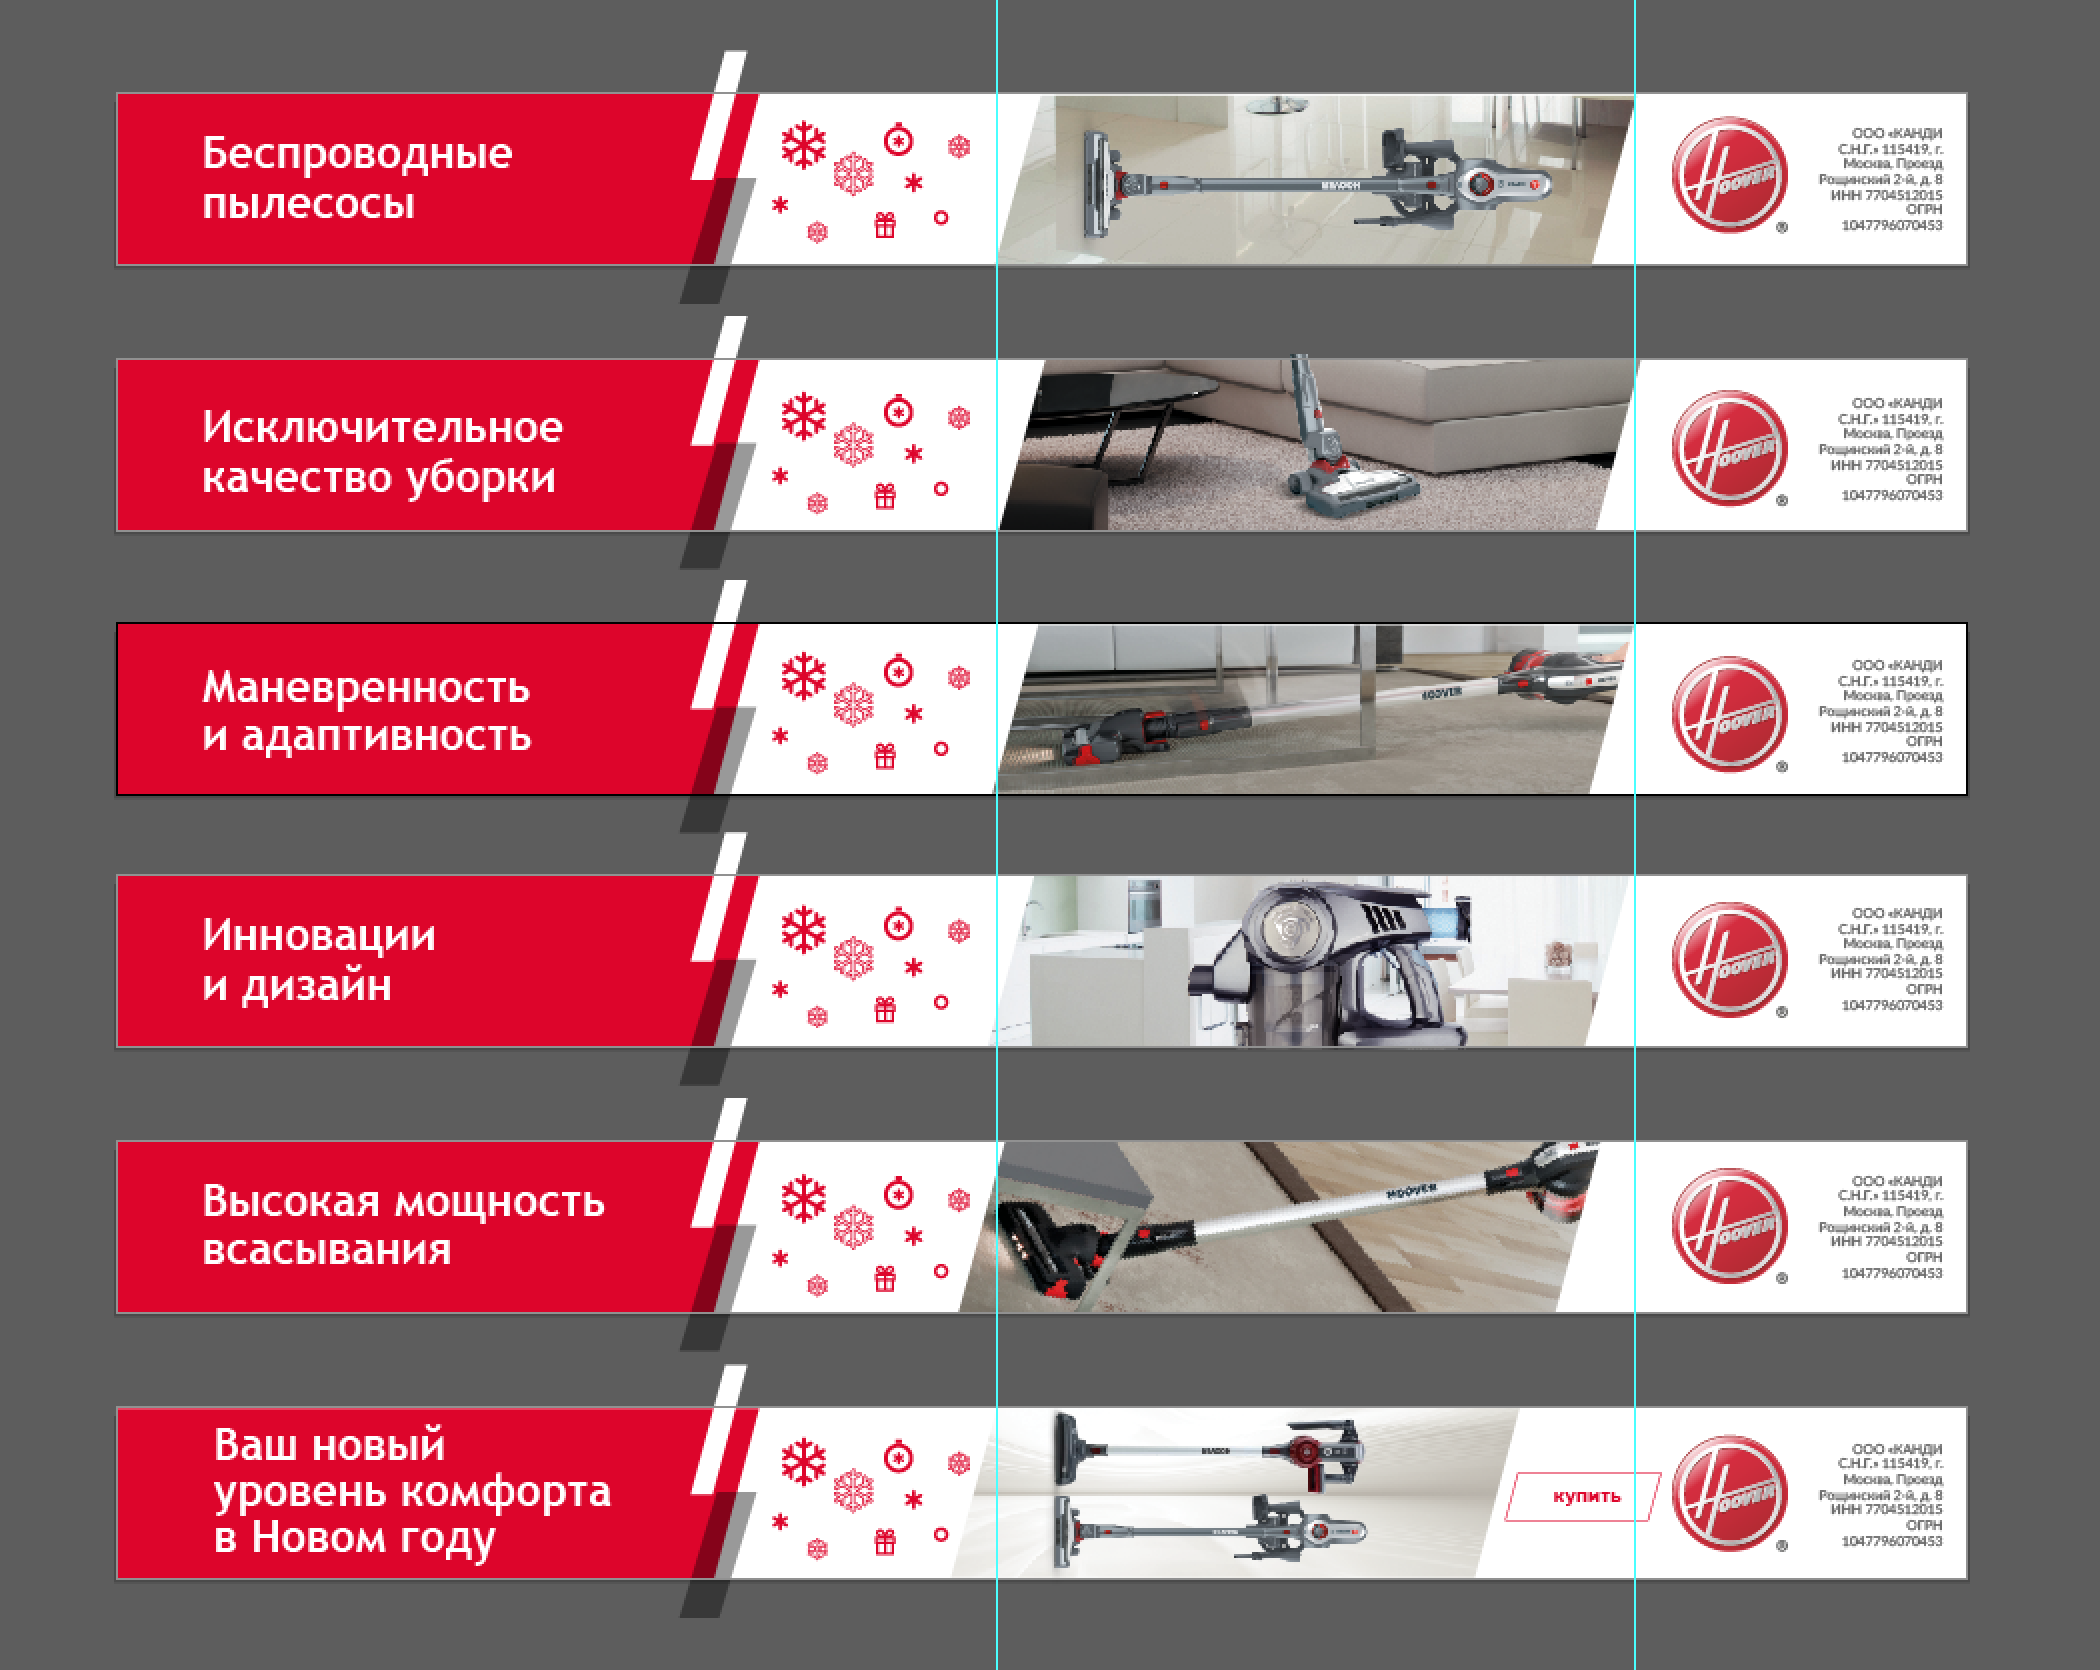 Беспроводные
пылесосы
HOOVER
HOOVER
®
ООО «КАНДИ
С.Н.Г.» 115419, г.
Москва, Проезд
Рощинский 2-й, д. 8
ИНН 7704512015
ОГРН
1047796070453
Исключительное
качество уборки
HOOVER
®
ООО «КАНДИ
С.Н.Г.» 115419, г.
Москва, Проезд
Рощинский 2-й, д. 8
ИНН 7704512015
ОГРН
1047796070453
Маневренность
и адаптивность
HOOVER
HOOVER
®
ООО «КАНДИ
С.Н.Г.» 115419, г.
Москва, Проезд
Рощинский 2-й, д. 8
ИНН 7704512015
ОГРН
1047796070453
Инновации
и дизайн
HOOVER
®
ООО «КАНДИ
С.Н.Г.» 115419, г.
Москва, Проезд
Рощинский 2-й, д. 8
ИНН 7704512015
ОГРН
1047796070453
Высокая мощность
всасывания
HOOVER
HOOVER
®
ООО «КАНДИ
С.Н.Г.» 115419, г.
Москва, Проезд
Рощинский 2-й, д. 8
ИНН 7704512015
ОГРН
1047796070453
Ваш новый
уровень комфорта
в Новом году
HOOVER
купить
HOOVER
®
ООО «КАНДИ
С.Н.Г.» 115419, г.
Москва, Проезд
Рощинский 2-й, д. 8
ИНН 7704512015
ОГРН
1047796070453